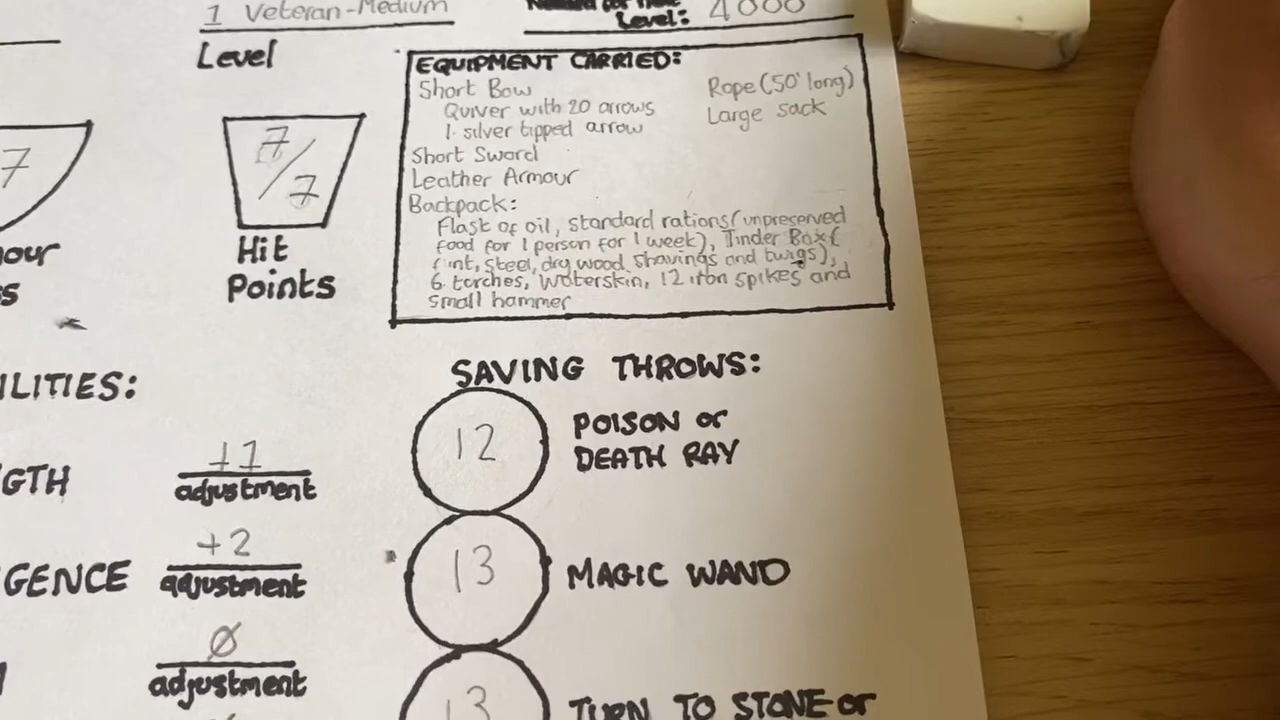 1 Veteran-Medium
Level
Level: 4000
7
our
s
7/7
Hit
Points
EQUIPMENT CARRIED:
Short Bow
Quiver with 20 arrows
1 silver tipped arrow
Short Sword
Leather Armour
Backpack:
Flask of oil, standard rations (unpreserved
food for 1 person for 1 week), Tinder Box (
flint, steel, dry wood shavings and twigs),
6 torches, Waterskin, 12 iron spikes and
small hammer
Rope (50' long)
Large sack
ILITIES:
GTH
+1
adjustment
GENCE
+2
adjustment
Ø
adjustment
SAVING THROWS:
12
POISON or
DEATH RAY
13
MAGIC WAND
13
TURN TO STONE or